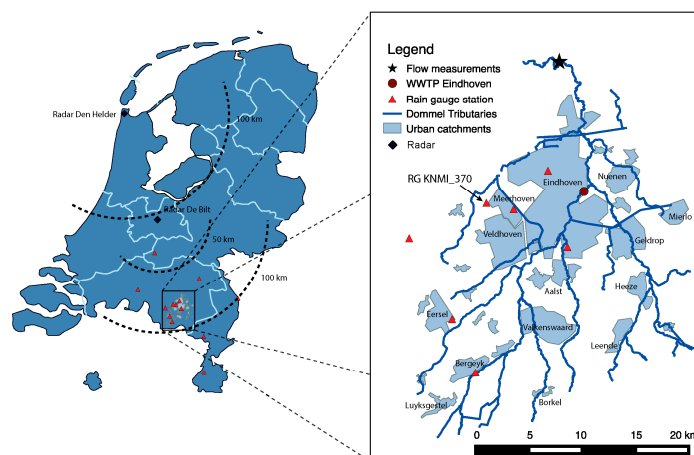 Radar Den Helder
100 km
Radar De Bilt
50 km
100 km
Legend
Flow measurements
WWTP Eindhoven
Rain gauge station
Dommel Tributaries
Urban catchments
Radar
RG KNMI_370
Eindhoven
Nuenen
Meerhoven
Mierlo
Veldhoven
Geldrop
Aalst
Heeze
Eersel
Valkenswaard
Leende
Bergeyk
Luyksgestel
Borkel
0 5 10 15 20 km